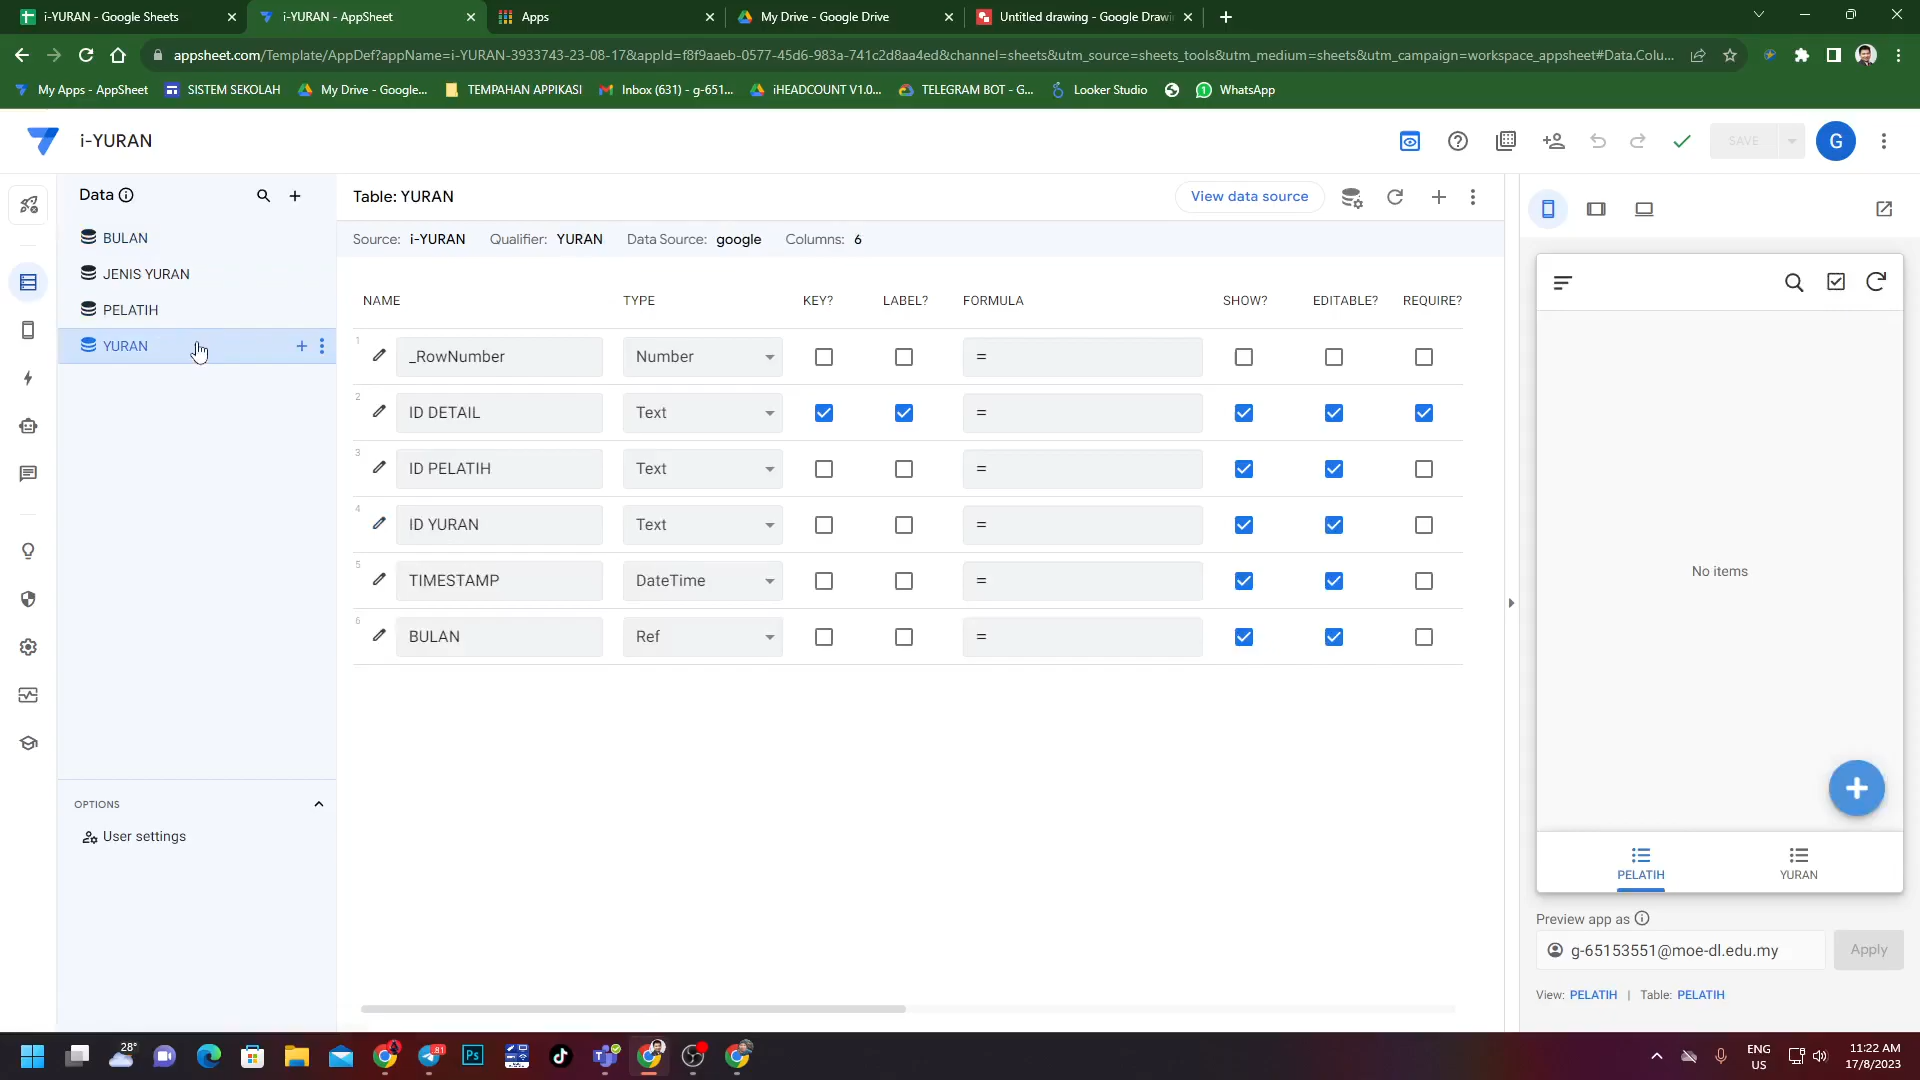 i-YURAN - Google Sheets
i-YURAN - AppSheet
Apps
My Drive - Google Drive
Untitled drawing - Google Drawi
appsheet.com/Template/AppDef?appName=i-YURAN-3933743-23-08-17&appId=f8f9aaeb-0577-45d6-983a-741c2d8aa4ed&channel=sheets&utm_source=sheets_tools&utm_medium=sheets&utm_campaign=workspace_appsheet#Data.Colu...
My Apps - AppSheet
SISTEM SEKOLAH
My Drive - Google...
TEMPAHAN APPIKASI
Inbox (631) - g-651...
iHEADCOUNT V1.0...
TELEGRAM BOT - G...
Looker Studio
WhatsApp
i-YURAN
SAVE
G
Data
BULAN
JENIS YURAN
PELATIH
YURAN
OPTIONS
User settings
Table: YURAN
View data source
Source: i-YURAN Qualifier: YURAN Data Source: google Columns: 6
NAME TYPE KEY? LABEL? FORMULA SHOW? EDITABLE? REQUIRE?
1 _RowNumber Number =
2 ID DETAIL Text =
3 ID PELATIH Text =
4 ID YURAN Text =
5 TIMESTAMP DateTime =
6 BULAN Ref =
No items
PELATIH
YURAN
Preview app as
g-65153551@moe-dl.edu.my
Apply
View: PELATIH | Table: PELATIH
28°
Ps
81
ENG
US
11:22 AM
17/8/2023